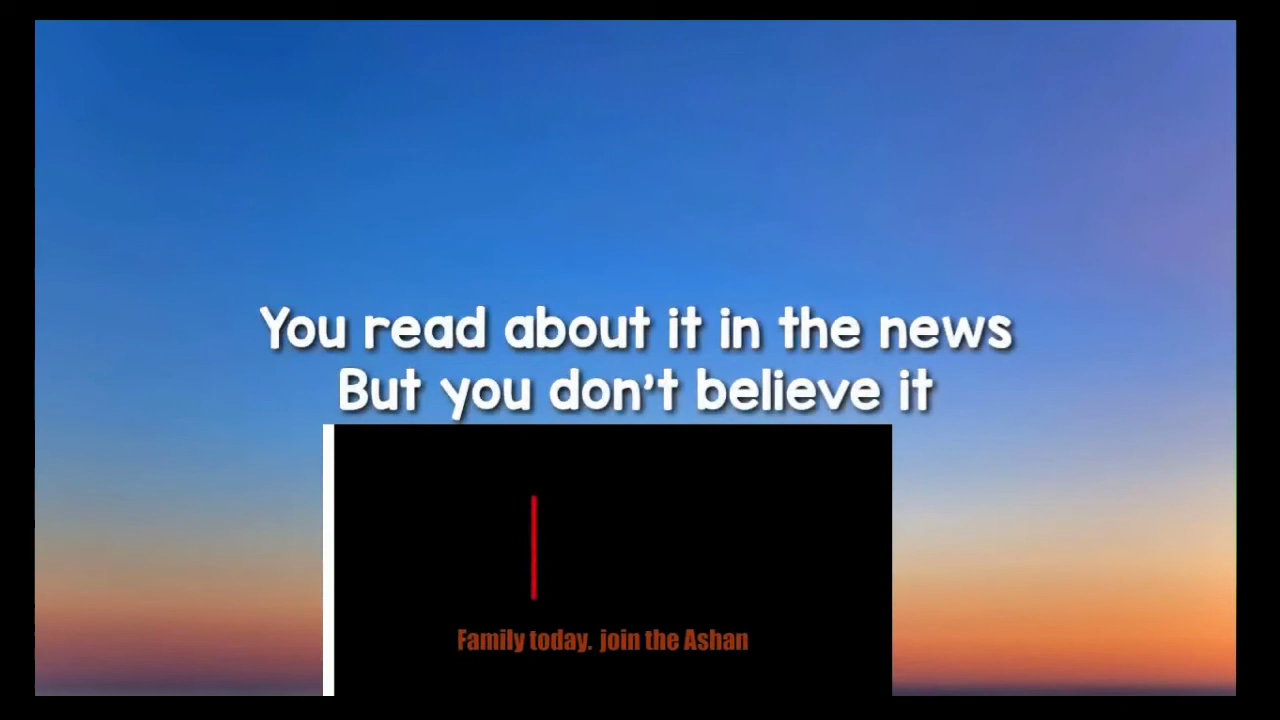 You read about it in the news
But you don't believe it
Family today. join the Ashan